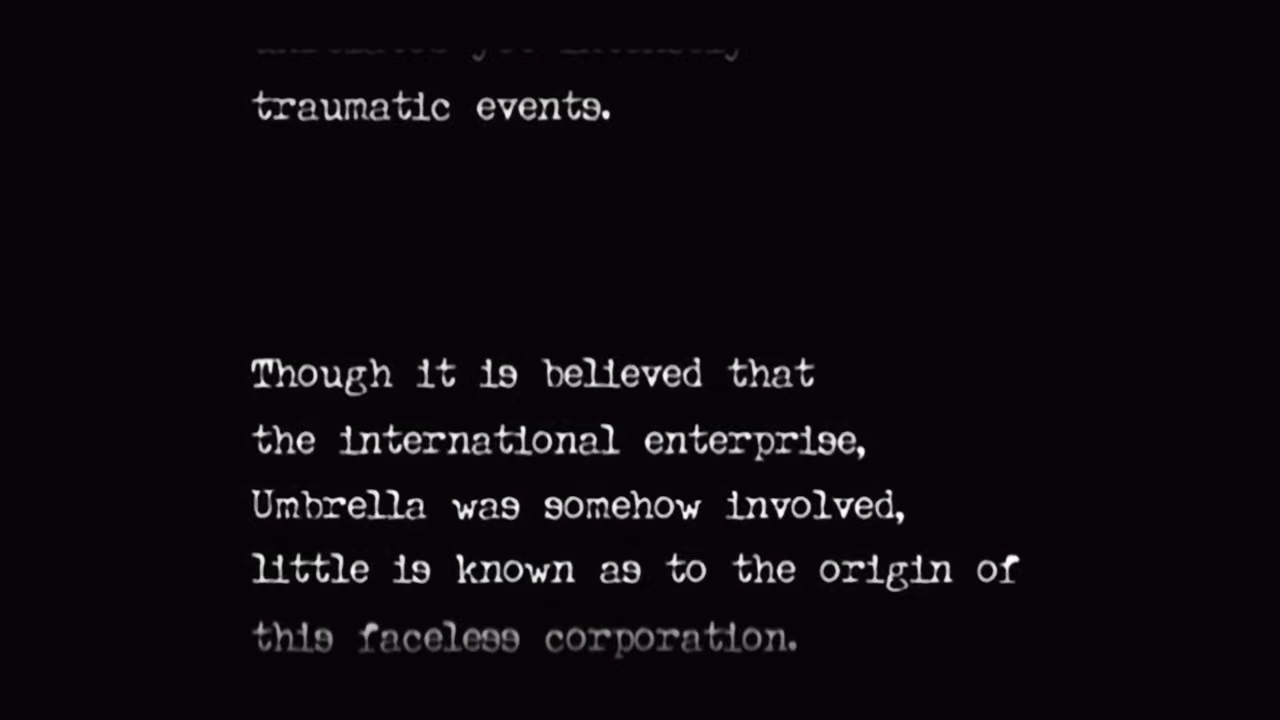 traumatic events.
Though it is believed that
the international enterprise,
Umbrella was somehow involved,
little is known as to the origin of
this faceless corporation.